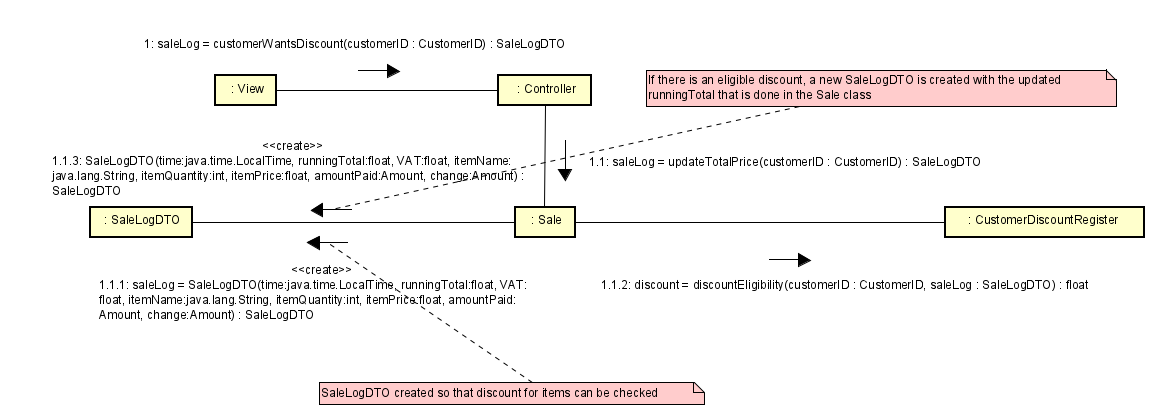 1: saleLog = customerWantsDiscount(customerID : CustomerID) : SaleLogDTO
: View
: Controller
If there is an eligible discount, a new SaleLogDTO is created with the updated
runningTotal that is done in the Sale class
<<create>>
1.1.3: SaleLogDTO(time:java.time.LocalTime, runningTotal:float, VAT:float, itemName:
java.lang.String, itemQuantity:int, itemPrice:float, amountPaid:Amount, change:Amount) :
SaleLogDTO
1.1: saleLog = updateTotalPrice(customerID : CustomerID) : SaleLogDTO
: SaleLogDTO
: Sale
: CustomerDiscountRegister
<<create>>
1.1.1: saleLog = SaleLogDTO(time:java.time.LocalTime, runningTotal:float, VAT:
float, itemName:java.lang.String, itemQuantity:int, itemPrice:float, amountPaid:
Amount, change:Amount) : SaleLogDTO
1.1.2: discount = discountEligibility(customerID : CustomerID, saleLog : SaleLogDTO) : float
SaleLogDTO created so that discount for items can be checked